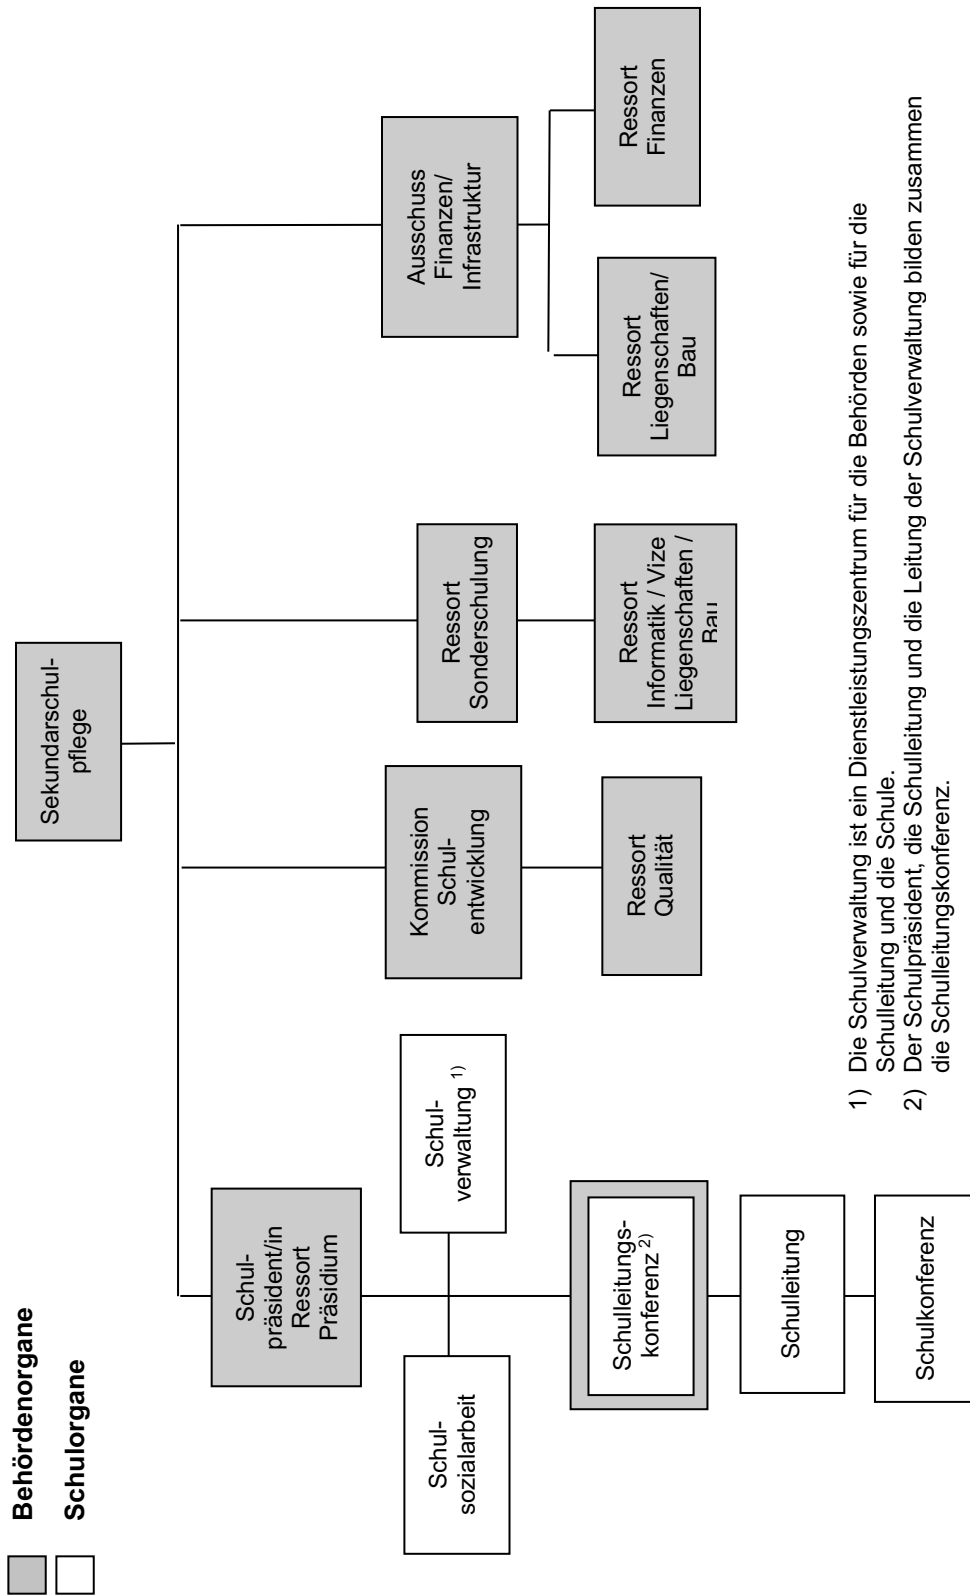 Behördenorgane
Schulorgane
Sekundarschul-
pflege
Schul-
präsident/in
Ressort
Präsidium
Kommission
Schul-
entwicklung
Ressort
Sonderschulung
Ausschuss
Finanzen/
Infrastruktur
Schul-
sozialarbeit
Schul-
verwaltung 1)
Ressort
Qualität
Ressort
Informatik / Vize
Liegenschaften /
Bau
Ressort
Liegenschaften/
Bau
Ressort
Finanzen
Schulleitungs-
konferenz 2)
Schulleitung
Schulkonferenz
1) Die Schulverwaltung ist ein Dienstleistungszentrum für die Behörden sowie für die
Schulleitung und die Schule.
2) Der Schulpräsident, die Schulleitung und die Leitung der Schulverwaltung bilden zusammen
die Schulleitungskonferenz.